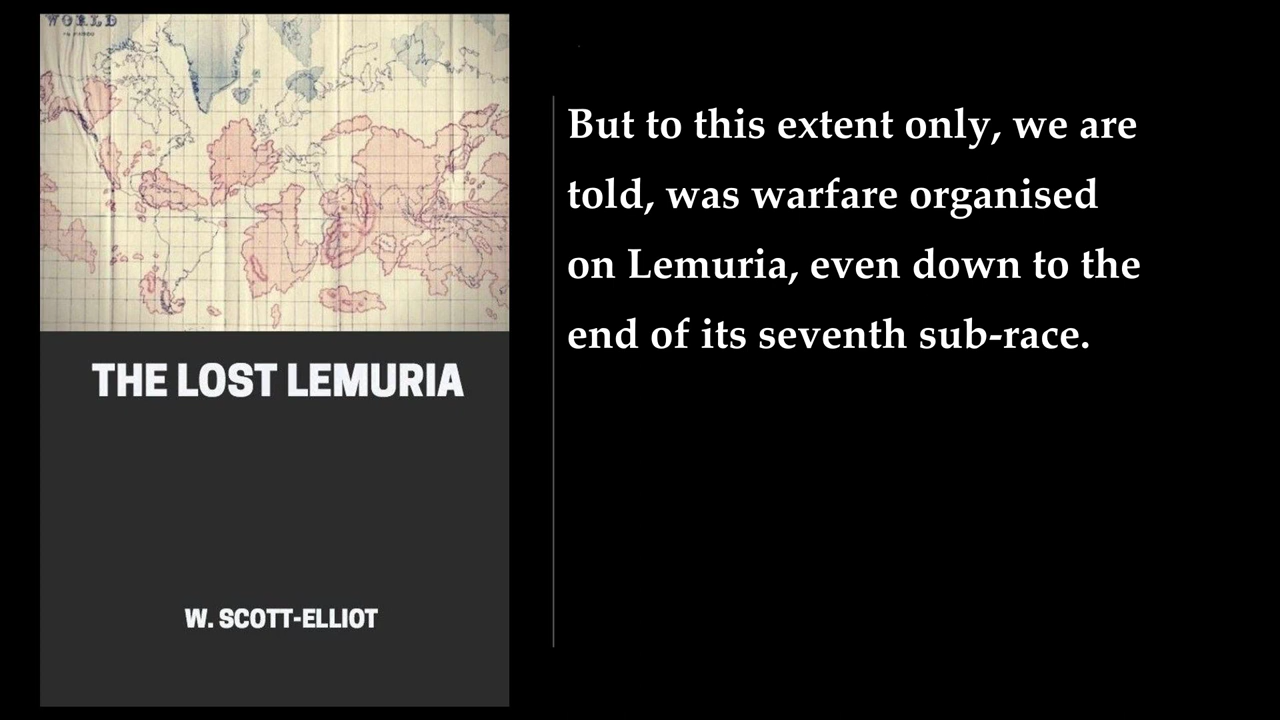 WORLD
THE LOST LEMURIA
W. SCOTT-ELLIOT
But to this extent only, we are
told, was warfare organised
on Lemuria, even down to the
end of its seventh sub-race.